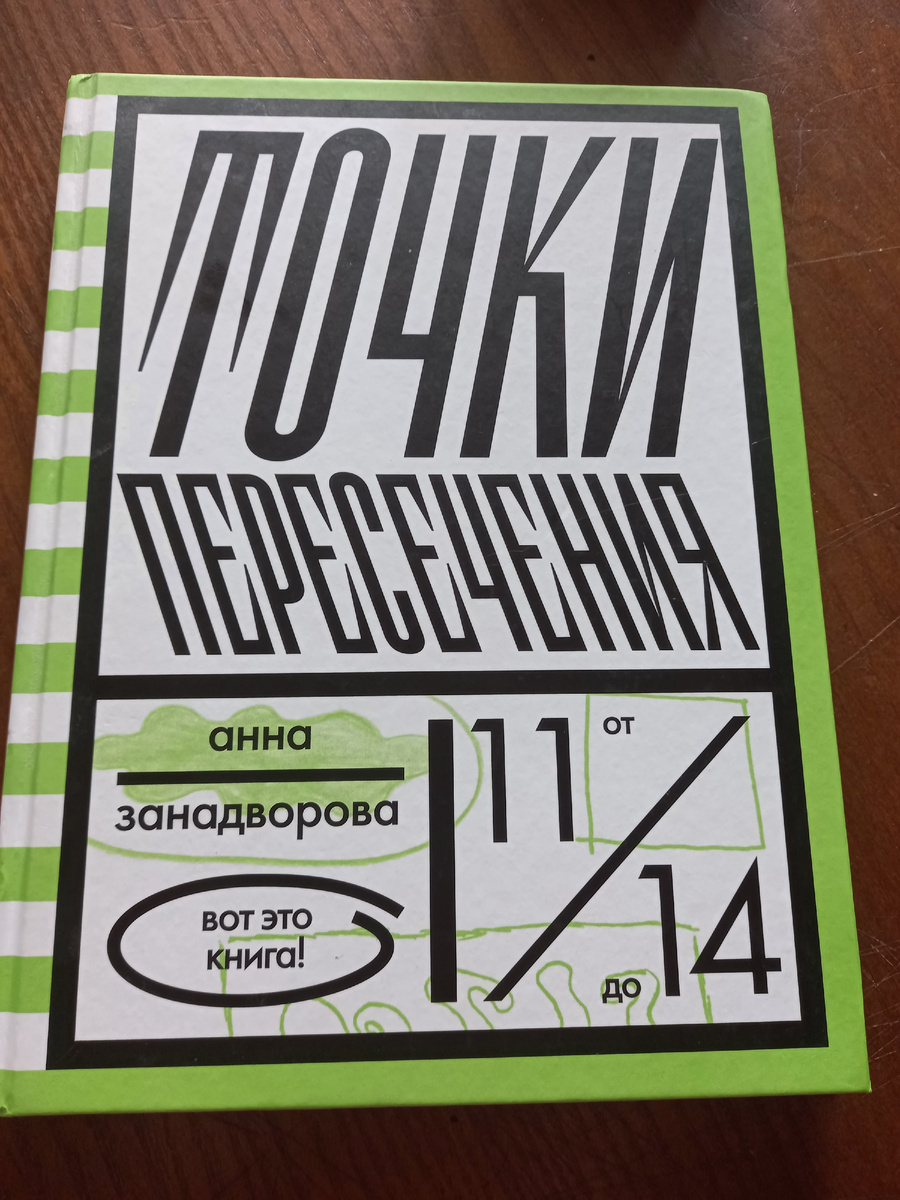 ТОЧКИ
ПЕРЕСЕЧЕНИЯ
анна
занадворова
вот это
книга!
от 11
до 14